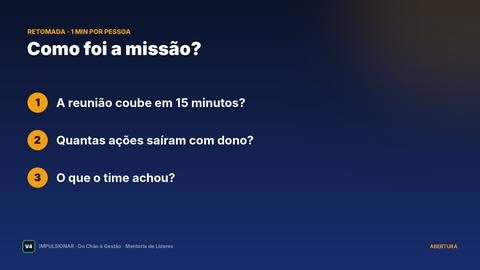 RETOMADA · 1 MIN POR PESSOA
Como foi a missão?
1 A reunião coube em 15 minutos?
2 Quantas ações saíram com dono?
3 O que o time achou?
V4 IMPULSIONAR · Do Chão à Gestão · Mentoria de Líderes
ABERTURA